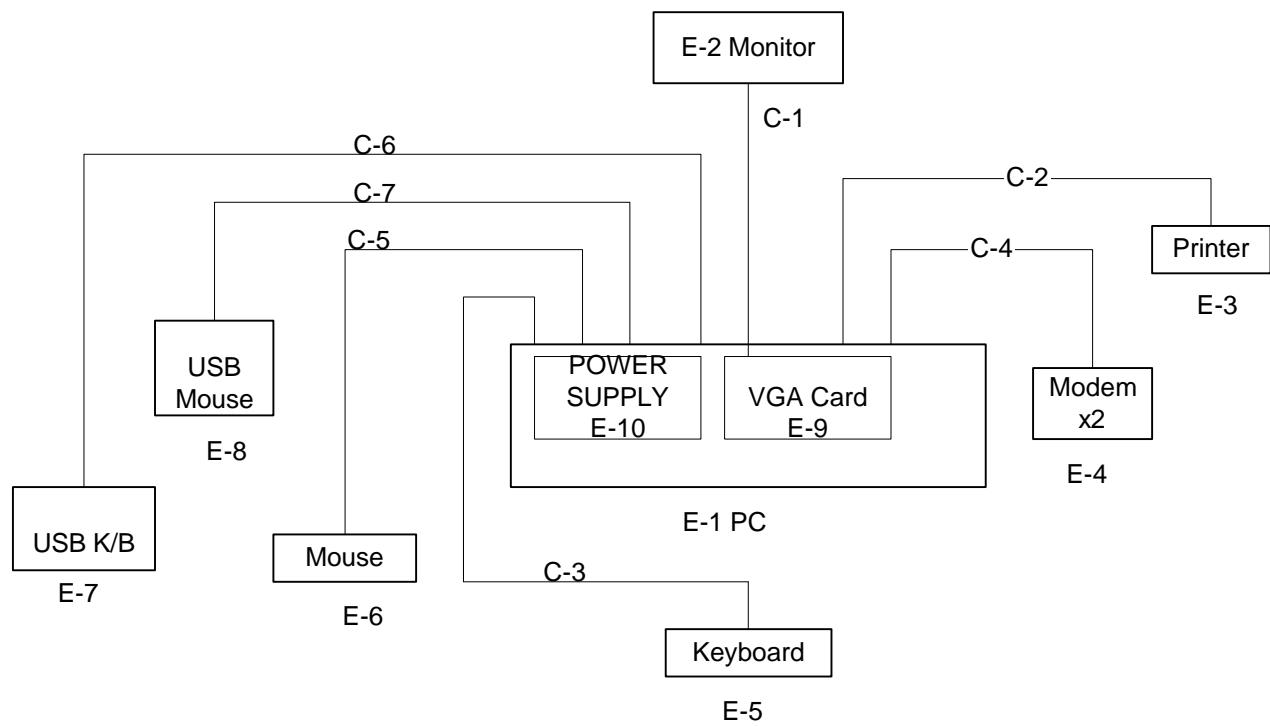 E-2 Monitor
C-1
C-6
C-7
C-2
C-5
C-4
Printer
E-3
USB
Mouse
E-8
POWER
SUPPLY
E-10
VGA Card
E-9
Modem
x2
E-4
E-1 PC
USB K/B
E-7
Mouse
E-6
C-3
Keyboard
E-5